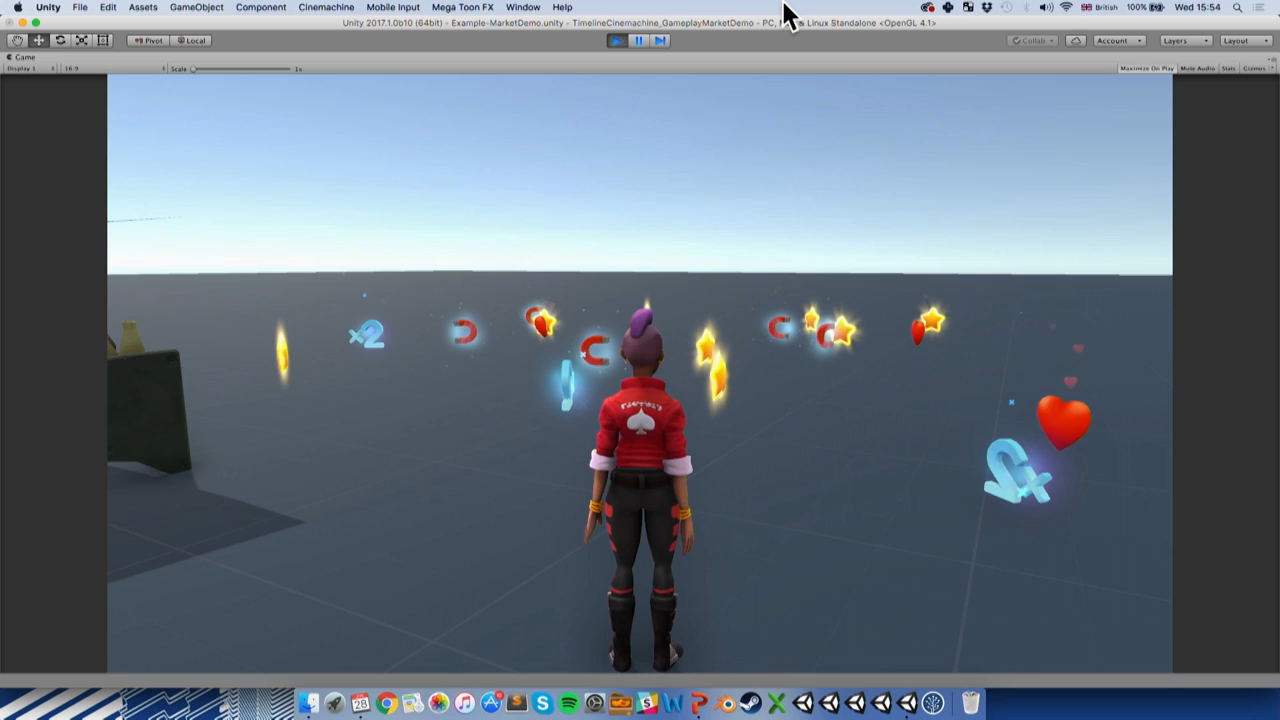 Unity File Edit Assets GameObject Component Cinemachine Mobile Input Mega Toon FX Window Help British 100% Wed 15:54
Unity 2017.1.0b10 (64bit) - Example-MarketDemo.unity - TimelineCinemachine_GameplayMarketDemo - PC, & Linux Standalone <OpenGL 4.1>
Pivot Local Collab Account Layers Layout
Game
Display 1 16:9 Scale 1x Maximize On Play Mute Audio Stats Gizmos
x2
2x
28